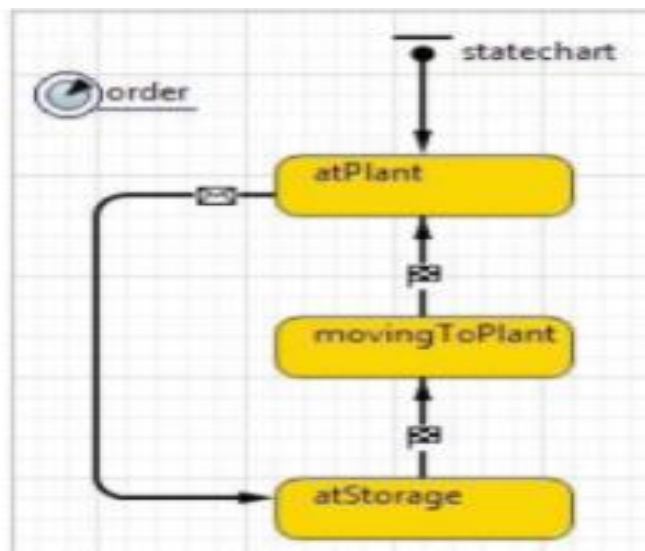 statechart
order
atPlant
movingToPlant
atStorage